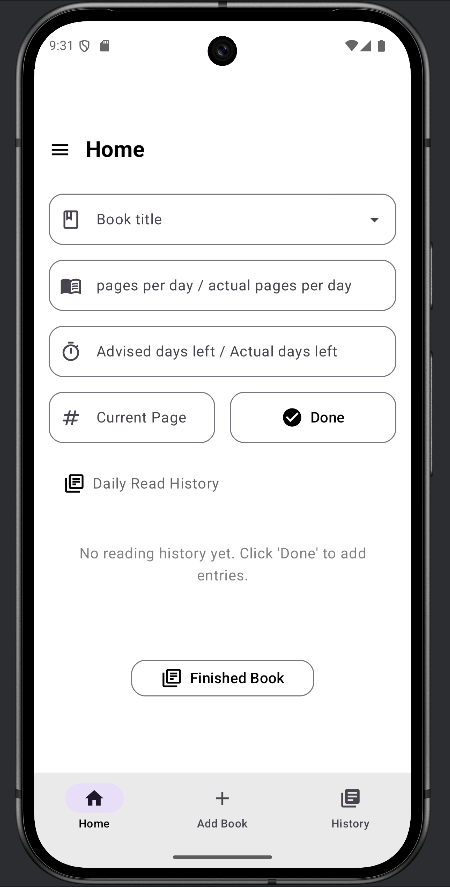 9:31
Home
Book title
pages per day / actual pages per day
Advised days left / Actual days left
# Current Page
Done
Daily Read History
No reading history yet. Click 'Done' to add
entries.
Finished Book
Home
Add Book
History